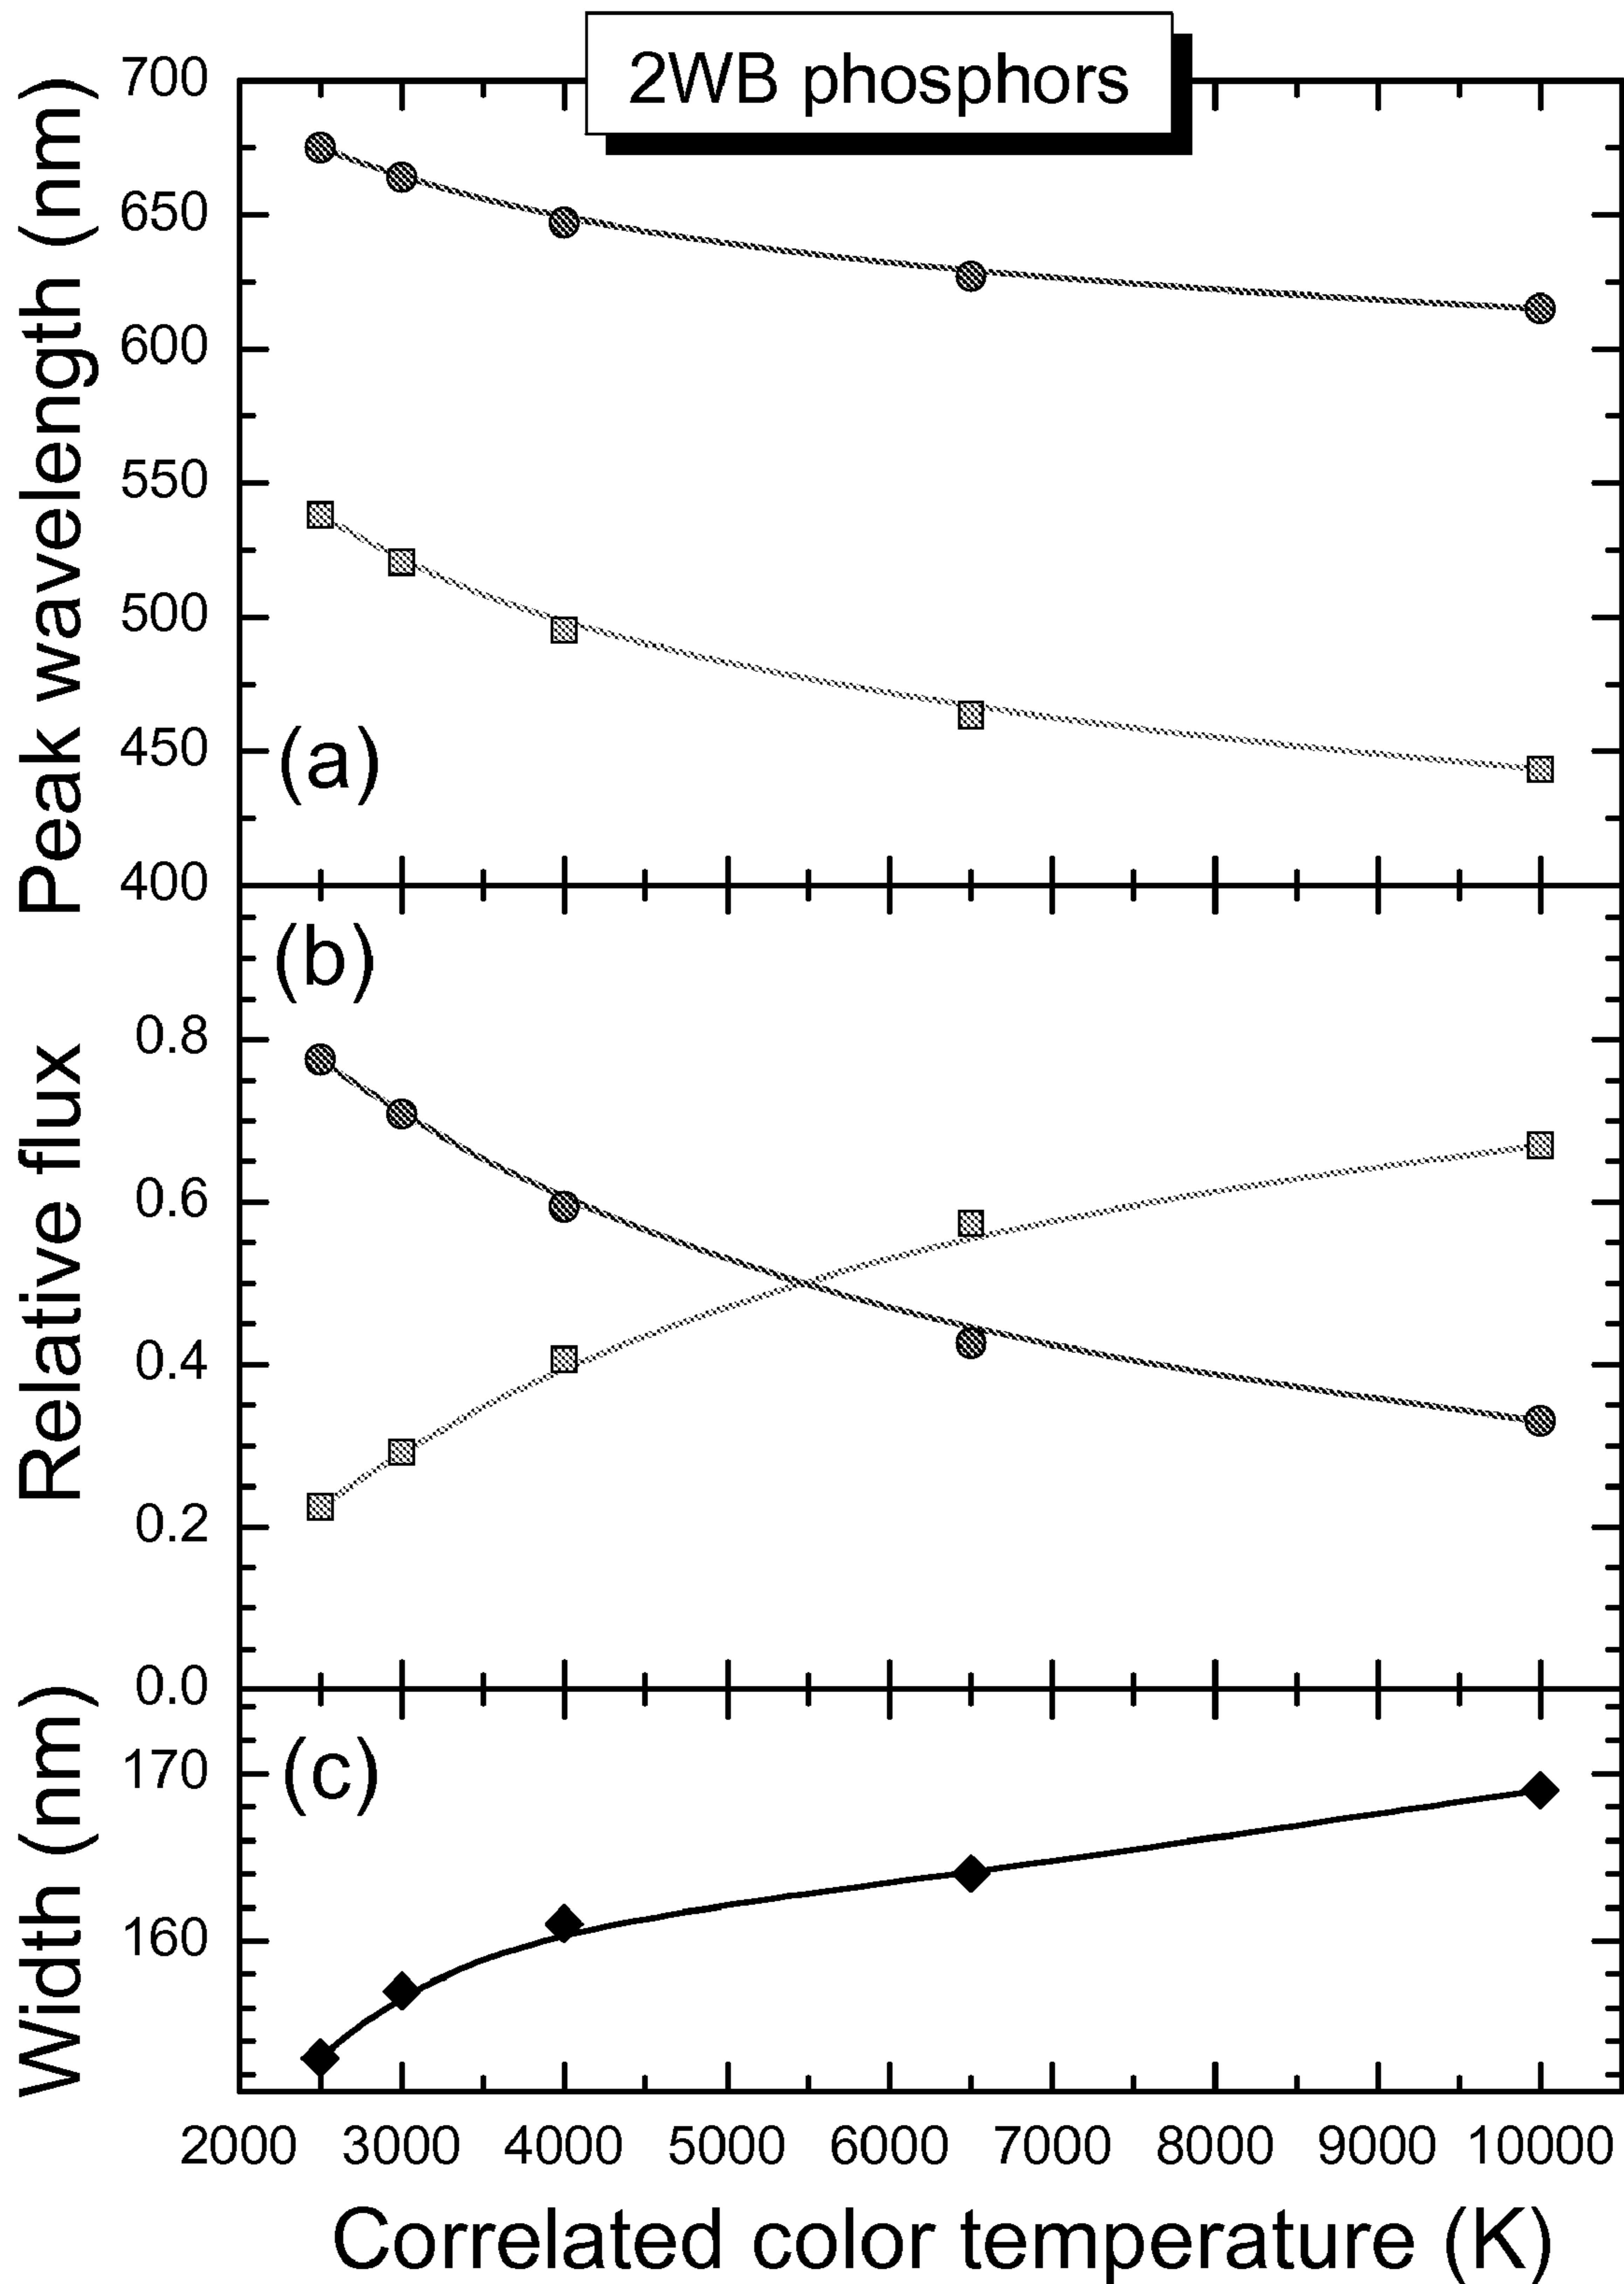 2WB phosphors
Peak wavelength (nm)
700
650
600
550
500
450
400
(a)
Relative flux
(b)
0.8
0.6
0.4
0.2
0.0
Width (nm)
(c)
170
160
2000 3000 4000 5000 6000 7000 8000 9000 10000
Correlated color temperature (K)